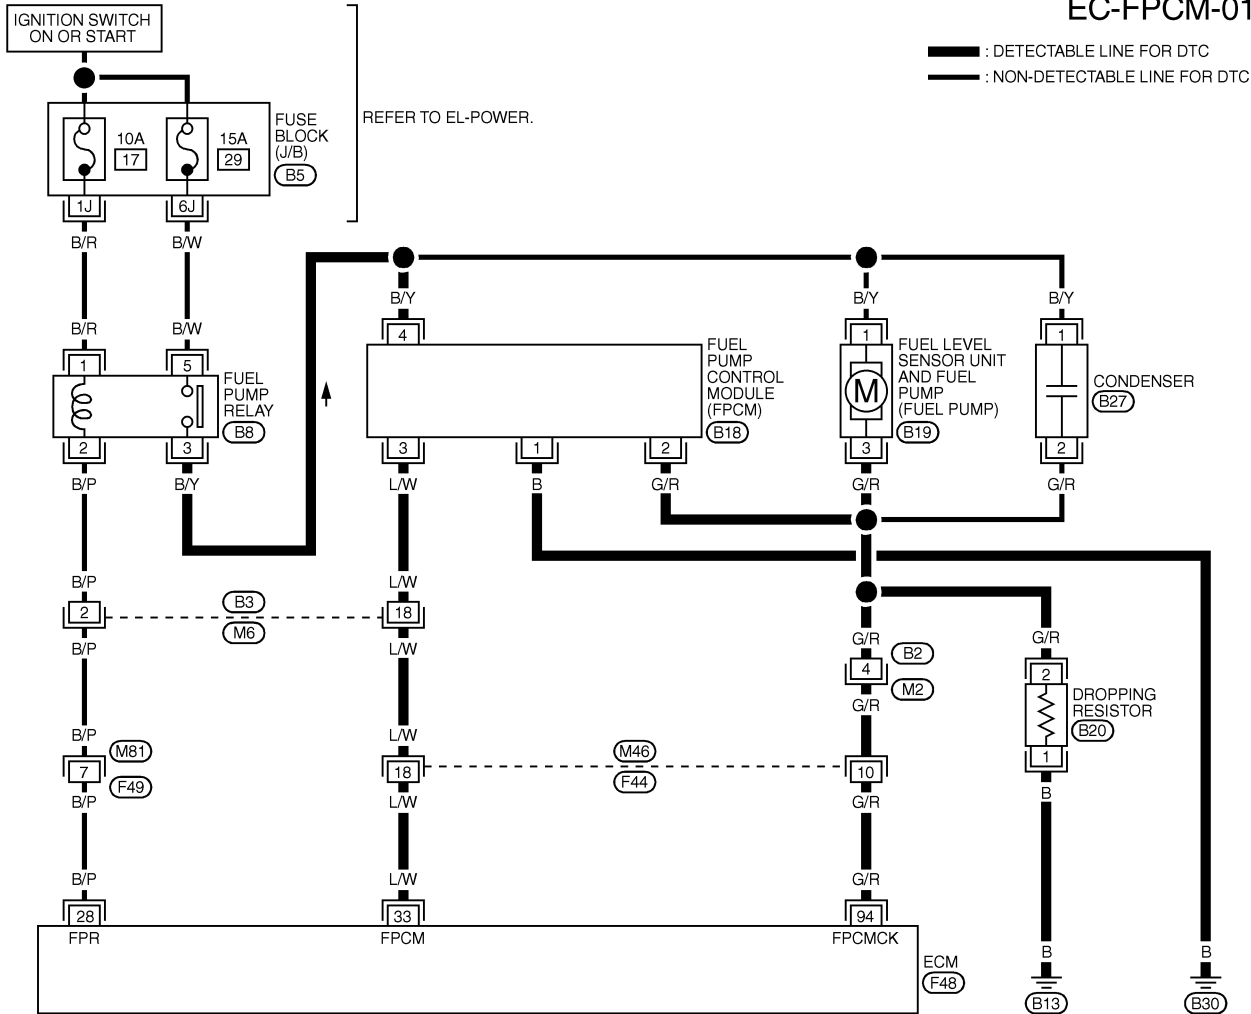 EC-FPCM-01
IGNITION SWITCH
ON OR START
: DETECTABLE LINE FOR DTC
: NON-DETECTABLE LINE FOR DTC
REFER TO EL-POWER.
10A
17
15A
29
FUSE
BLOCK
(J/B)
B5
1J
6J
B/R
B/W
B/R
B/W
B/Y
B/Y
B/Y
1
5
4
1
1
FUEL
PUMP
RELAY
B8
FUEL
PUMP
CONTROL
MODULE
(FPCM)
B18
M
FUEL LEVEL
SENSOR UNIT
AND FUEL
PUMP
(FUEL PUMP)
B19
CONDENSER
B27
2
3
3
1
2
3
2
B/P
B/Y
L/W
B
G/R
G/R
G/R
B/P
L/W
2
B3
M6
18
B/P
L/W
G/R
G/R
4
B2
M2
G/R
2
DROPPING
RESISTOR
B20
1
B
B/P
L/W
7
M81
F49
18
M46
F44
10
B/P
L/W
G/R
B/P
L/W
G/R
28
33
94
FPR
FPCM
FPCMCK
ECM
F48
B
B13
B
B30